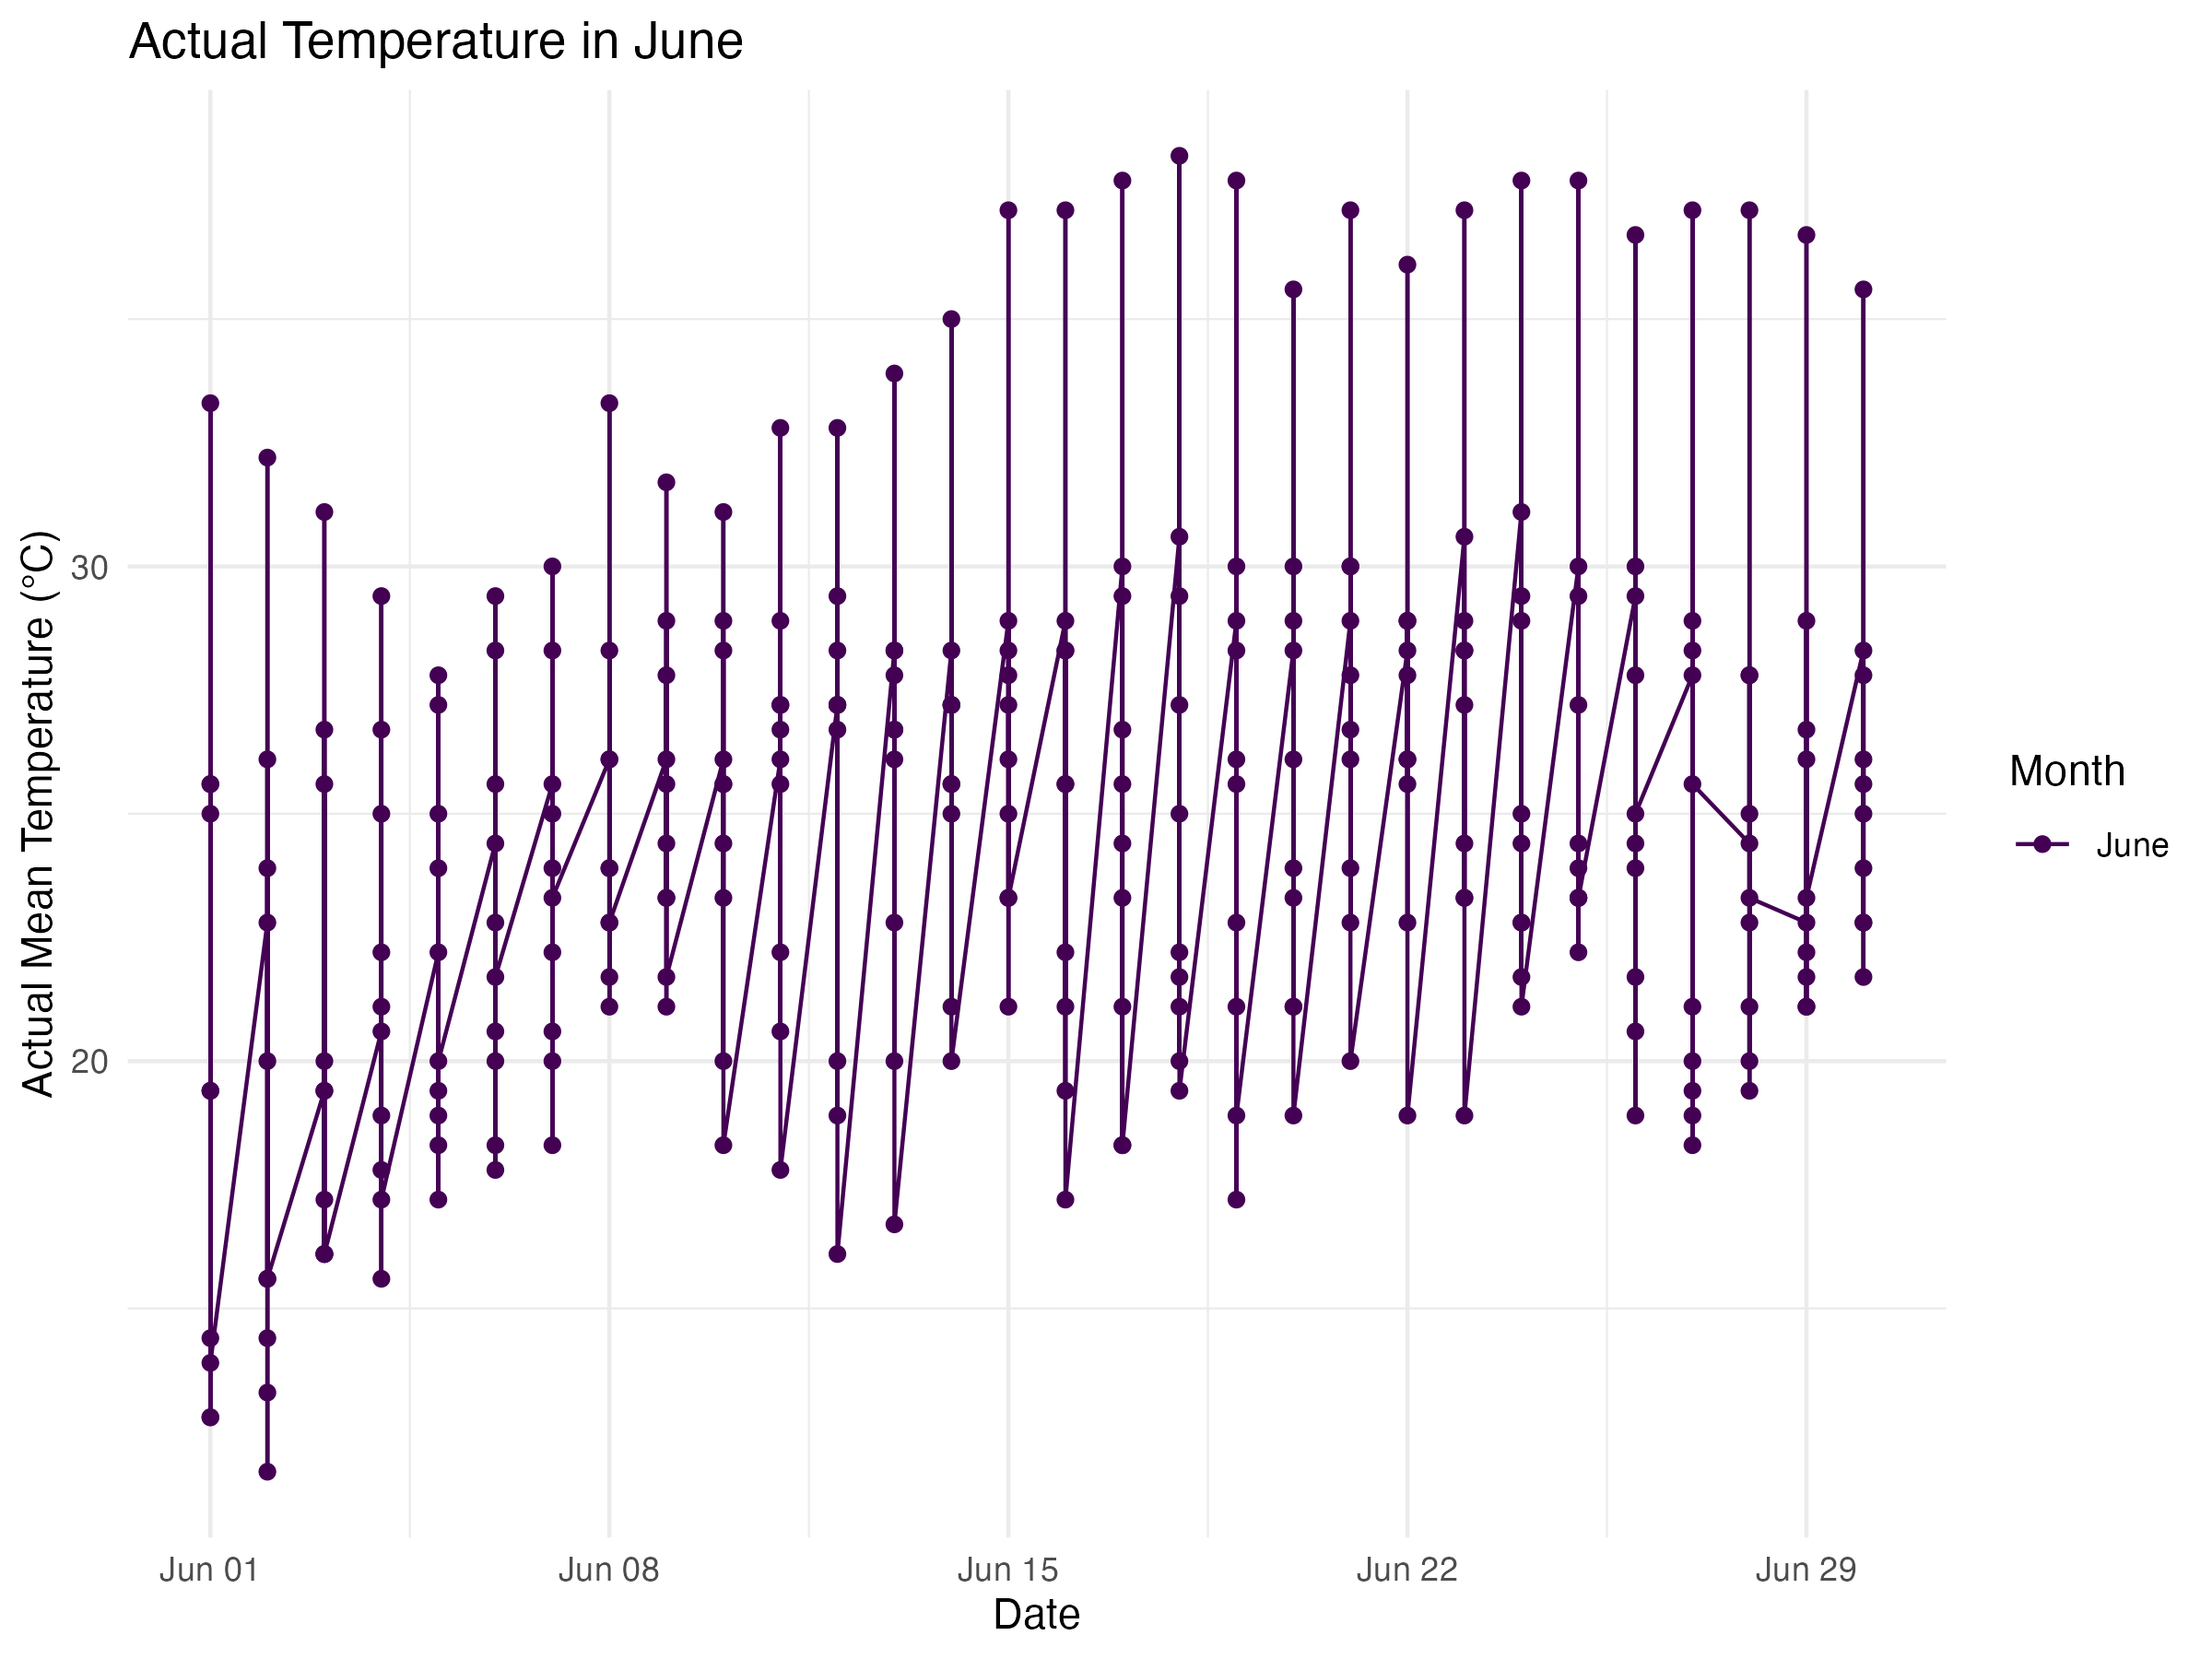 Actual Temperature in June
Actual Mean Temperature (°C)
30
20
Jun 01
Jun 08
Jun 15
Jun 22
Jun 29
Date
Month
June